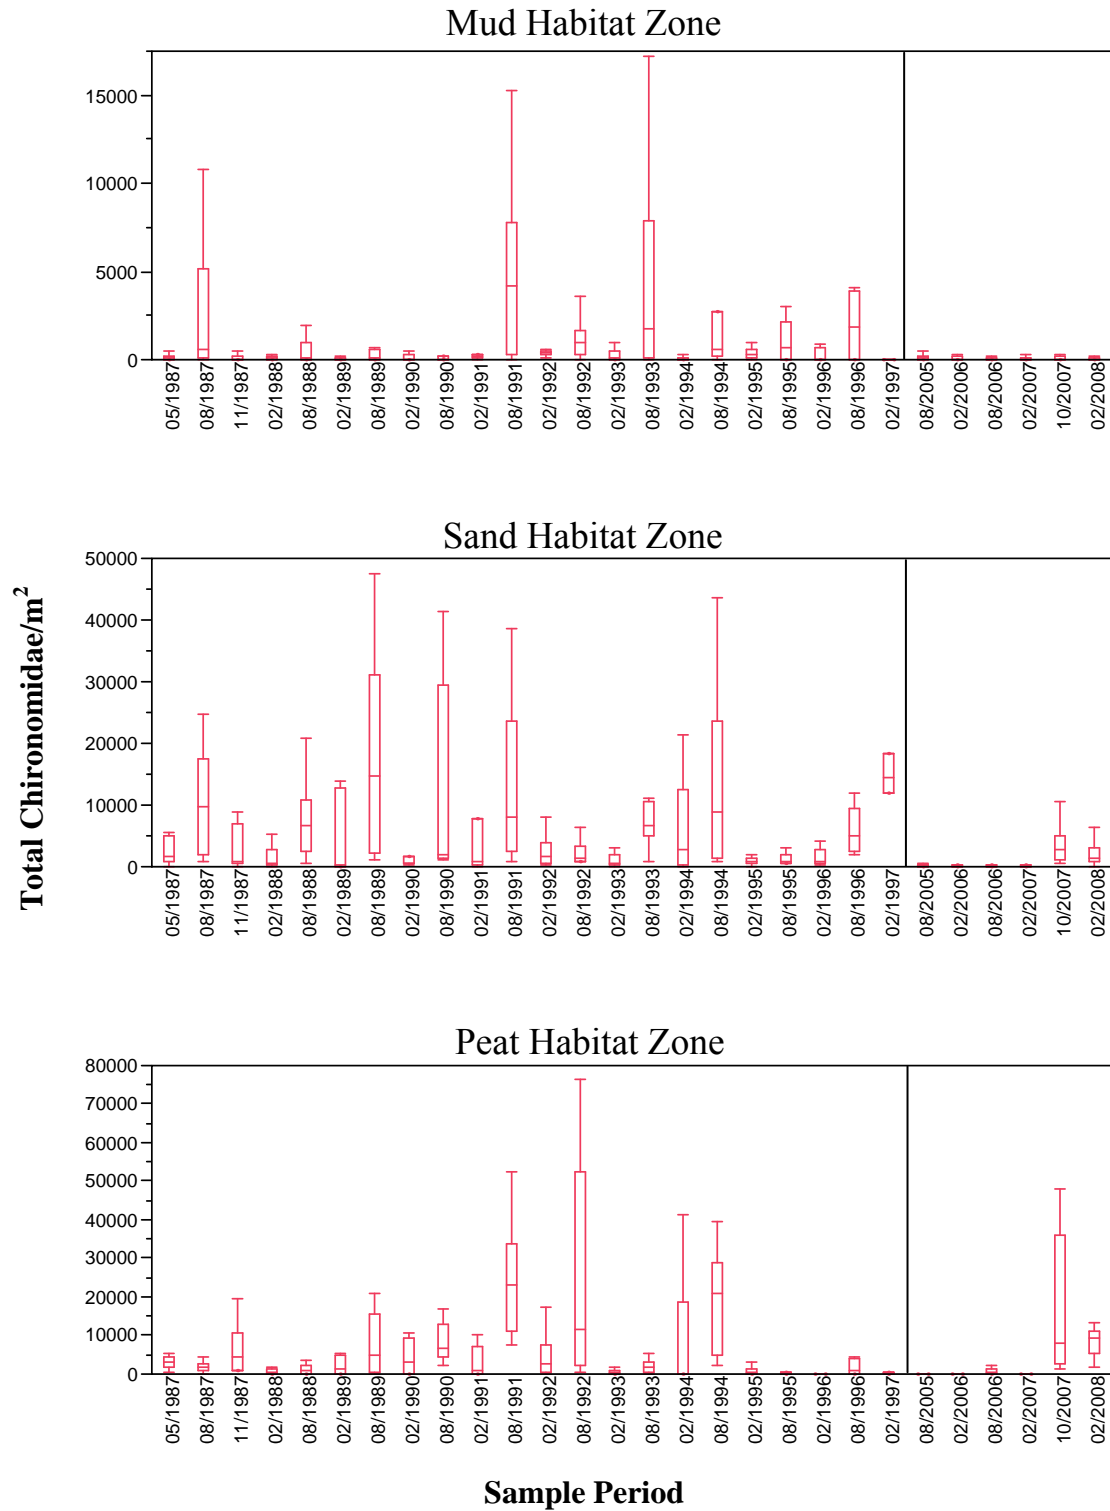 Mud Habitat Zone
15000
10000
5000
0
05/1987 08/1987 11/1987 02/1988 08/1988 02/1989 08/1989 02/1990 08/1990 02/1991 08/1991 02/1992 08/1992 02/1993 08/1993 02/1994 08/1994 02/1995 08/1995 02/1996 08/1996 02/1997 08/2005 02/2006 08/2006 02/2007 10/2007 02/2008
Sand Habitat Zone
50000
40000
30000
20000
10000
0
05/1987 08/1987 11/1987 02/1988 08/1988 02/1989 08/1989 02/1990 08/1990 02/1991 08/1991 02/1992 08/1992 02/1993 08/1993 02/1994 08/1994 02/1995 08/1995 02/1996 08/1996 02/1997 08/2005 02/2006 08/2006 02/2007 10/2007 02/2008
Total Chironomidae/m²
Peat Habitat Zone
80000
70000
60000
50000
40000
30000
20000
10000
0
05/1987 08/1987 11/1987 02/1988 08/1988 02/1989 08/1989 02/1990 08/1990 02/1991 08/1991 02/1992 08/1992 02/1993 08/1993 02/1994 08/1994 02/1995 08/1995 02/1996 08/1996 02/1997 08/2005 02/2006 08/2006 02/2007 10/2007 02/2008
Sample Period